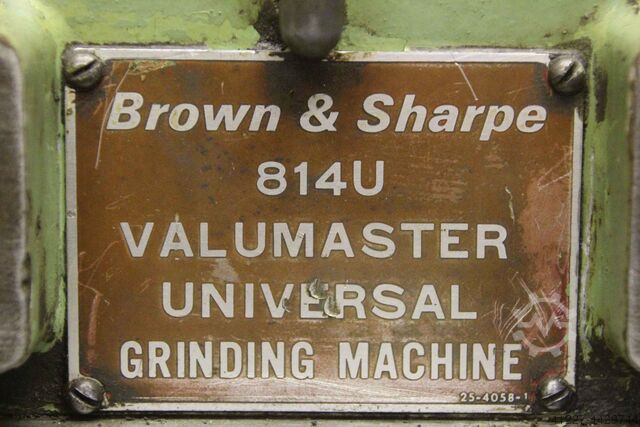 Brown & Sharpe
814U
VALUMASTER
UNIVERSAL
GRINDING MACHINE
25-4058-1